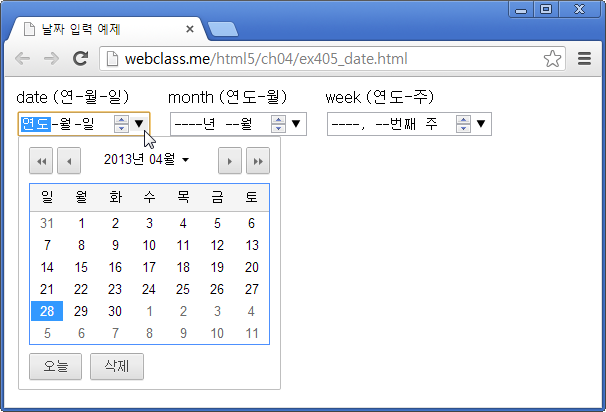 날짜 입력 예제
webclass.me/html5/ch04/ex405_date.html
date (연-월-일) month (연도-월) week (연도-주)
연도-월-일 ----년 --월 ----, --번째 주
2013년 04월
일 월 화 수 목 금 토
31 1 2 3 4 5 6
7 8 9 10 11 12 13
14 15 16 17 18 19 20
21 22 23 24 25 26 27
28 29 30 1 2 3 4
5 6 7 8 9 10 11
오늘 삭제